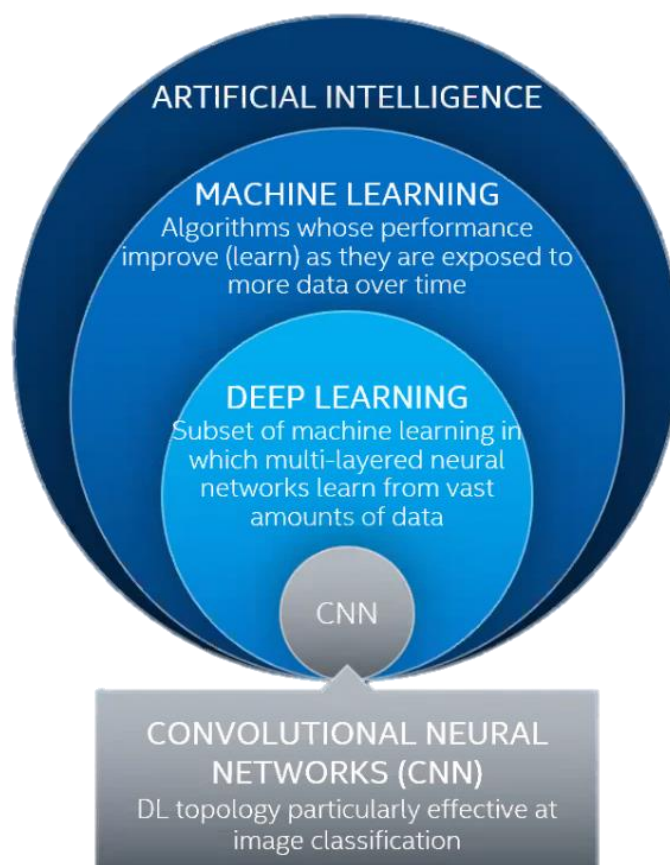 ARTIFICIAL INTELLIGENCE
MACHINE LEARNING
Algorithms whose performance
improve (learn) as they are exposed to
more data over time
DEEP LEARNING
Subset of machine learning in
which multi-layered neural
networks learn from vast
amounts of data
CNN
CONVOLUTIONAL NEURAL
NETWORKS (CNN)
DL topology particularly effective at
image classification